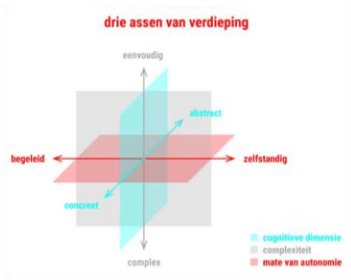 drie assen van verdieping
eenvoudig
abstract
begeleid
zelfstandig
concreet
complex
cognitieve dimensie
complexiteit
mate van autonomie